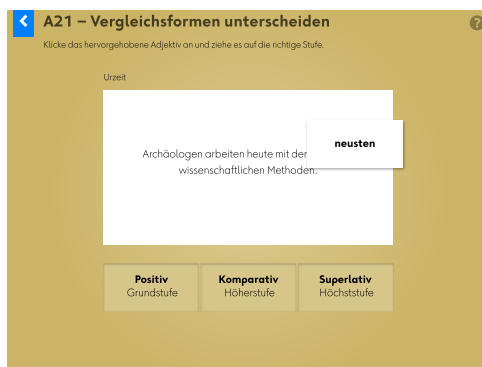 A21 – Vergleichsformen unterscheiden
?
Klicke das hervorgehobene Adjektiv an und ziehe es auf die richtige Stufe.
Urzeit
neusten
Archäologen arbeiten heute mit der
wissenschaftlichen Methoden.
Positiv
Grundstufe
Komparativ
Höherstufe
Superlativ
Höchststufe